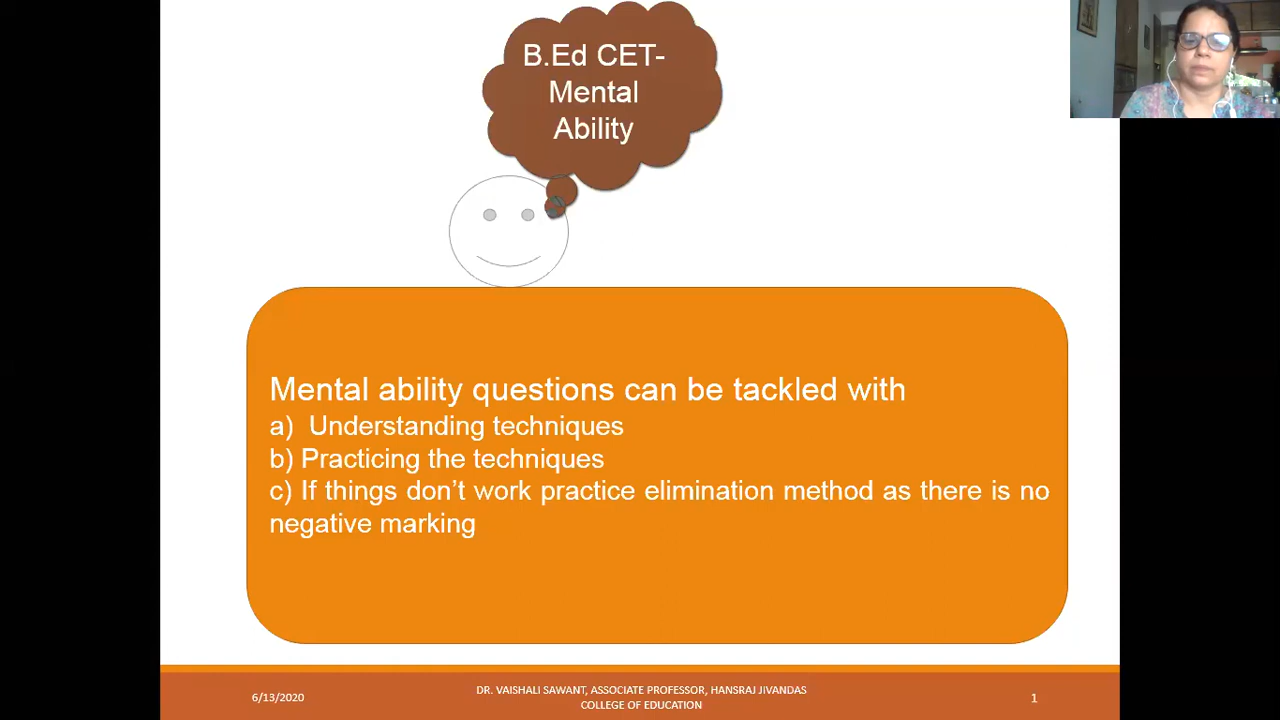 B.Ed CET-
Mental
Ability
Mental ability questions can be tackled with
a) Understanding techniques
b) Practicing the techniques
c) If things don’t work practice elimination method as there is no
negative marking
6/13/2020
DR. VAISHALI SAWANT, ASSOCIATE PROFESSOR, HANSRAJ JIVANDAS
COLLEGE OF EDUCATION
1